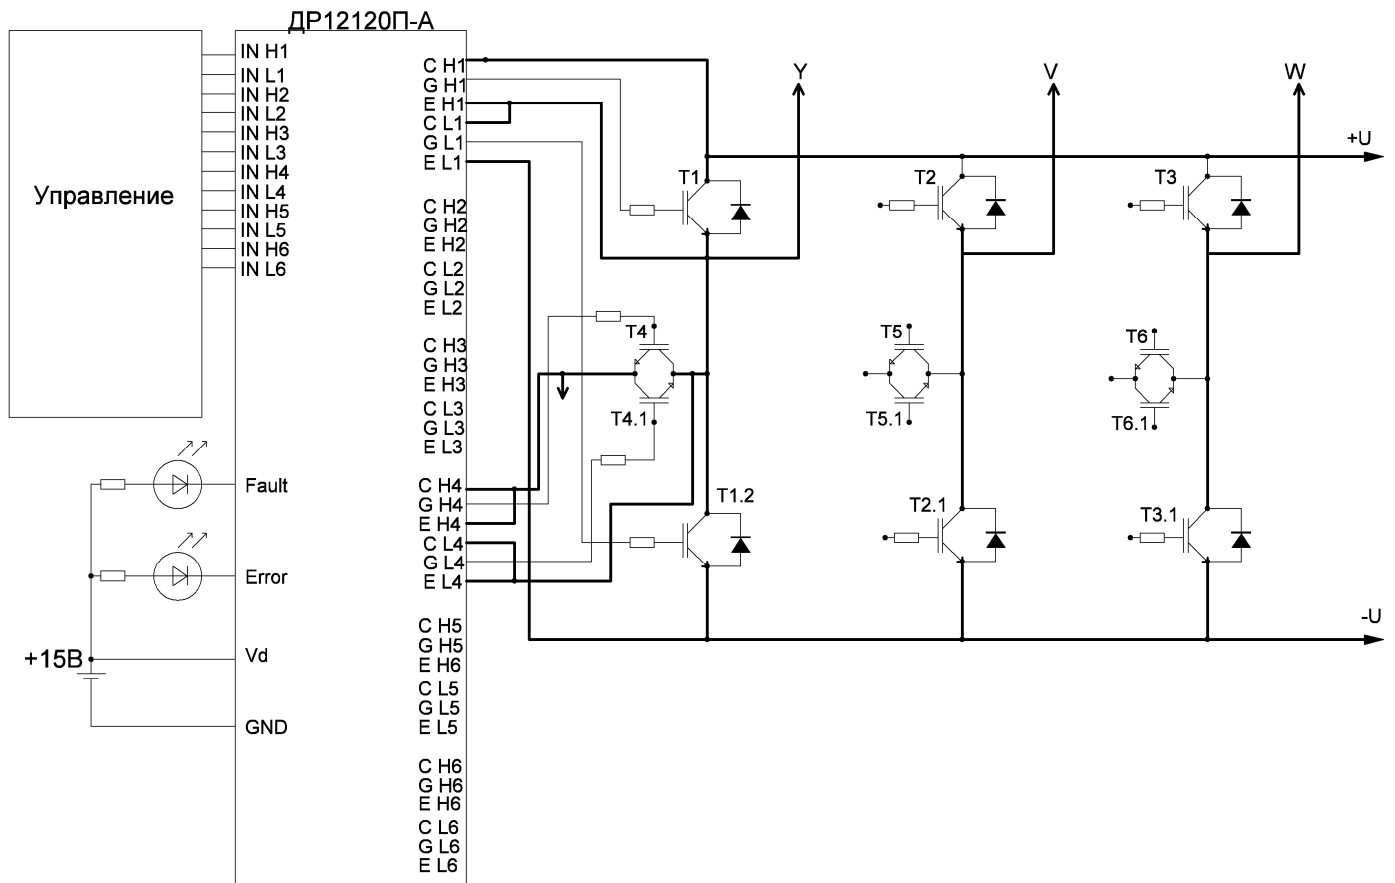 ДР12120П-А
Управление
IN H1
IN L1
IN H2
IN L2
IN H3
IN L3
IN H4
IN L4
IN H5
IN L5
IN H6
IN L6
Fault
Error
+15В
Vd
GND
C H1
G H1
E H1
C L1
G L1
E L1
C H2
G H2
E H2
C L2
G L2
E L2
C H3
G H3
E H3
C L3
G L3
E L3
C H4
G H4
E H4
C L4
G L4
E L4
C H5
G H5
E H6
C L5
G L5
E L5
C H6
G H6
E H6
C L6
G L6
E L6
Y
V
W
+U
T1
T2
T3
T4
T5
T6
T4.1
T5.1
T6.1
T1.2
T2.1
T3.1
-U